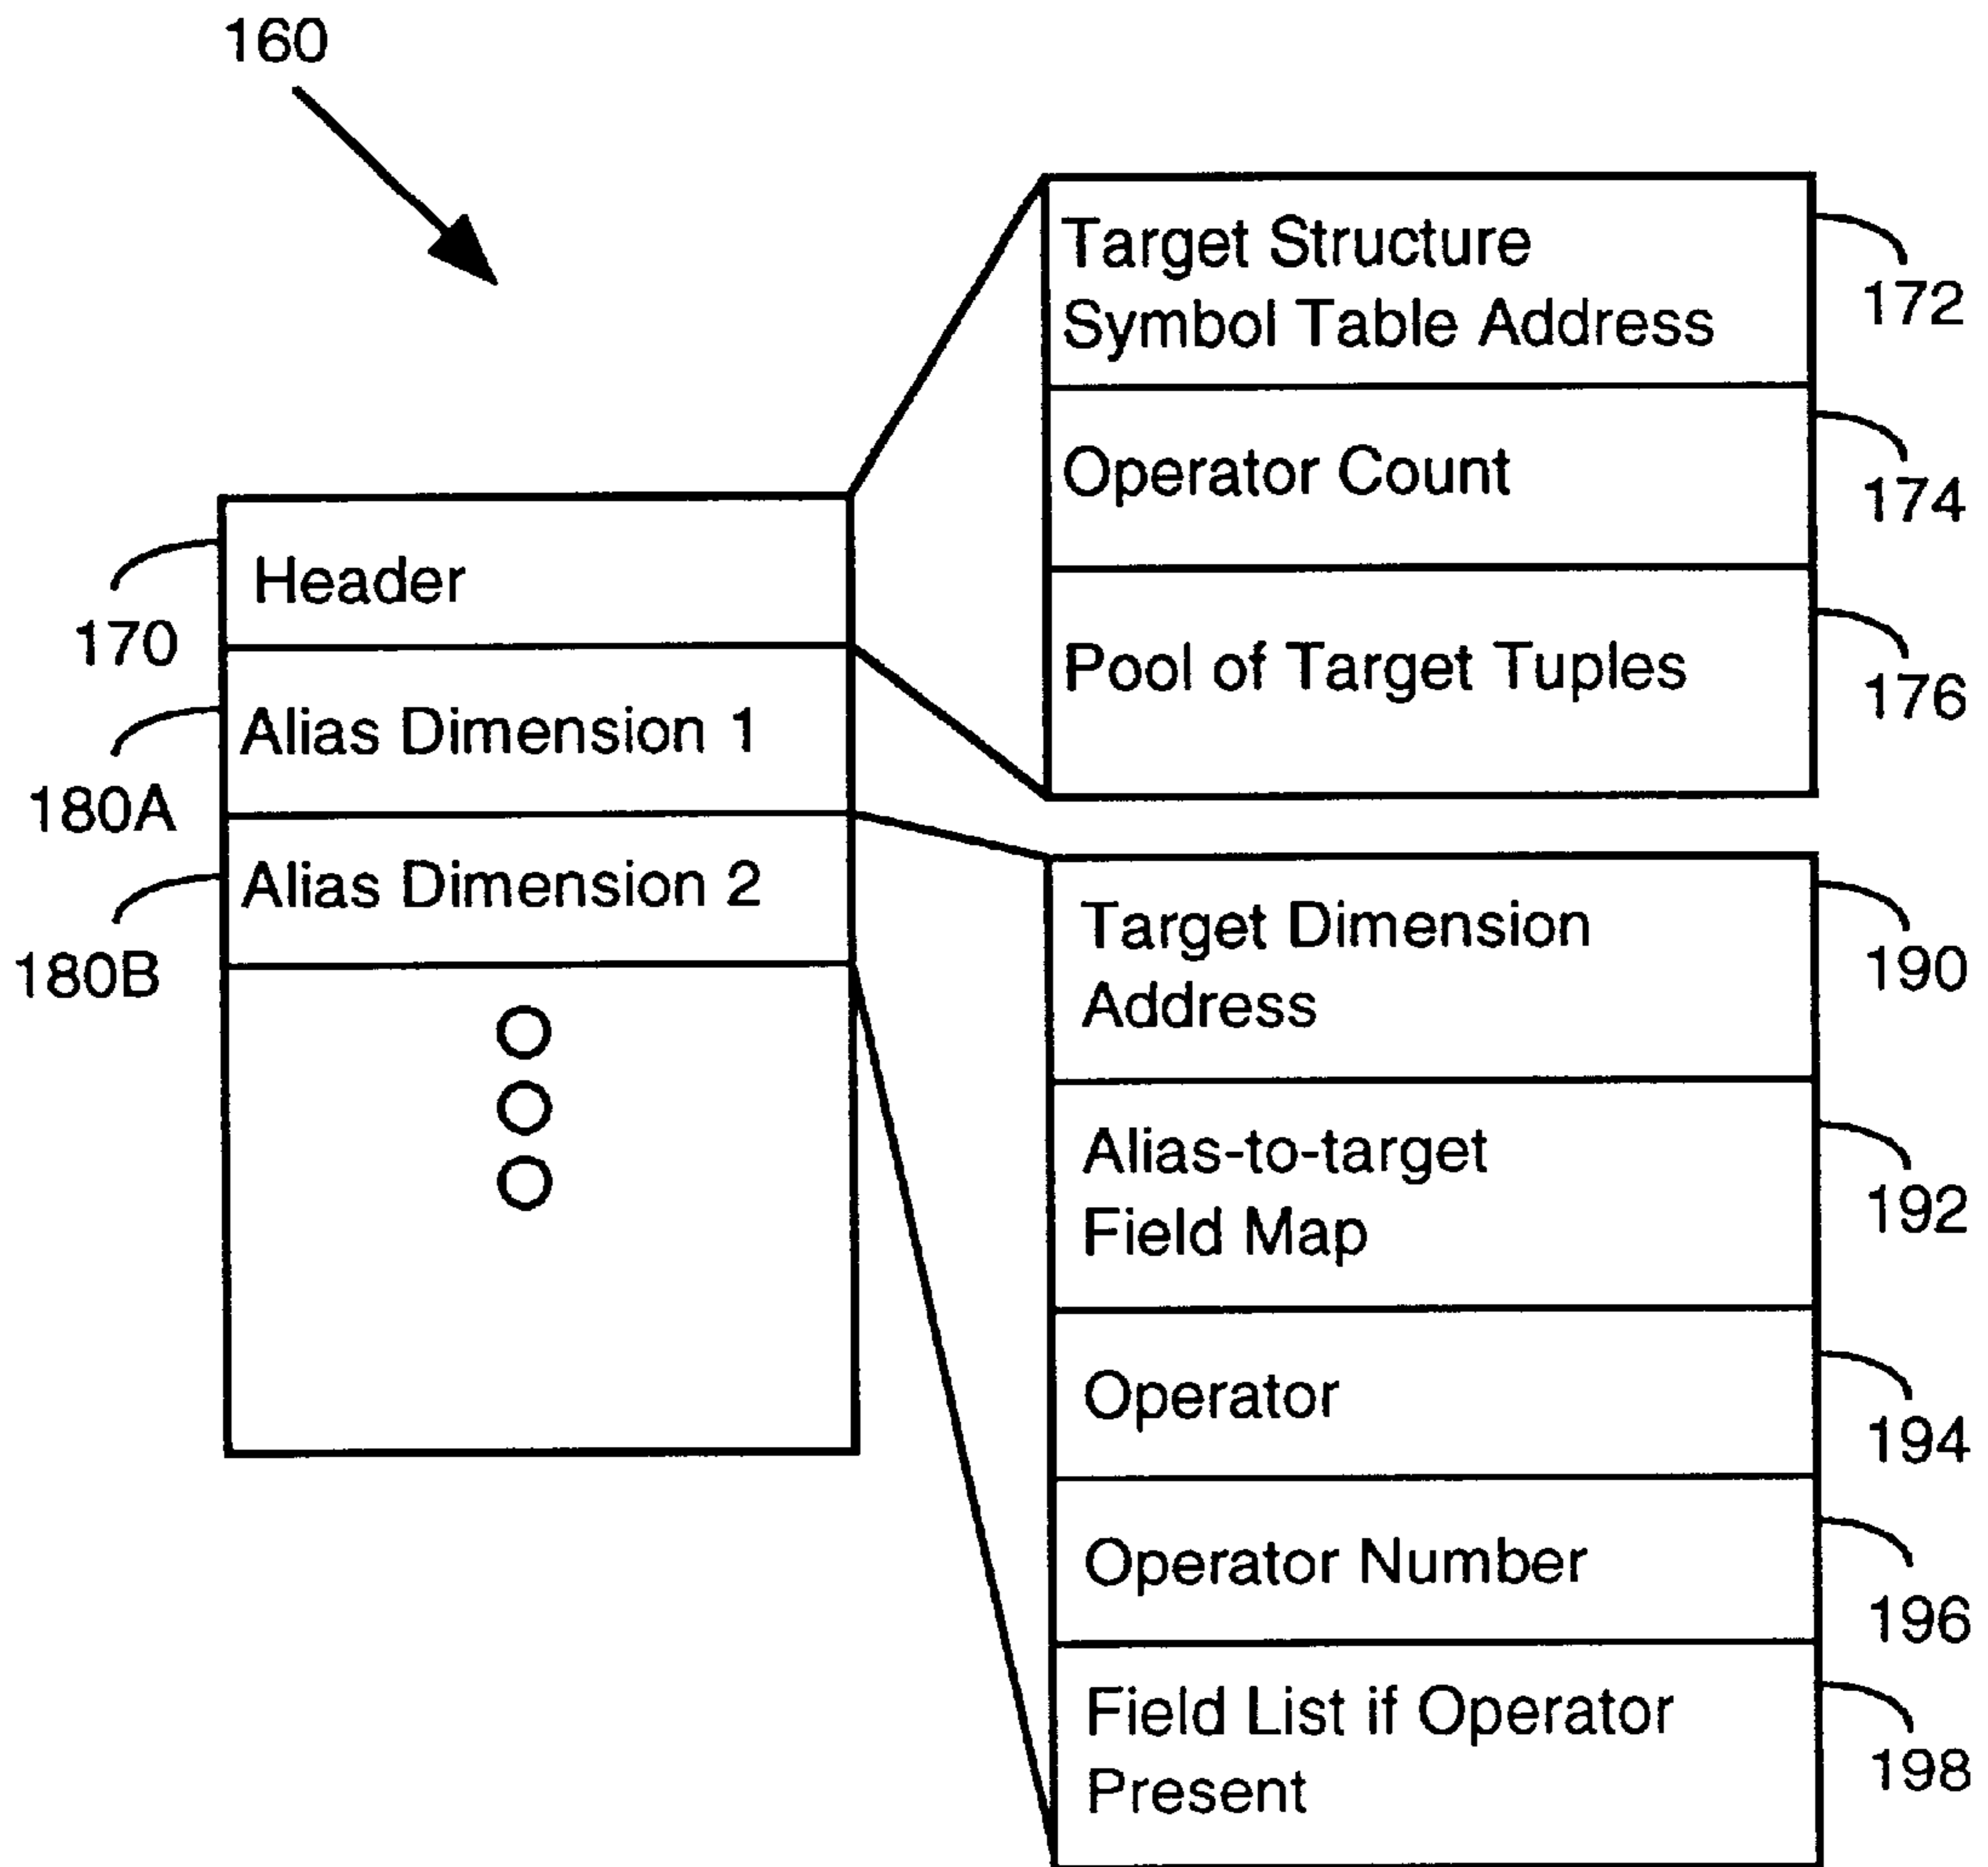 160
Header
170
Alias Dimension 1
180A
Alias Dimension 2
180B
Target Structure
Symbol Table Address
172
Operator Count
174
Pool of Target Tuples
176
Target Dimension
Address
190
Alias-to-target
Field Map
192
Operator
194
Operator Number
196
Field List if Operator
Present
198